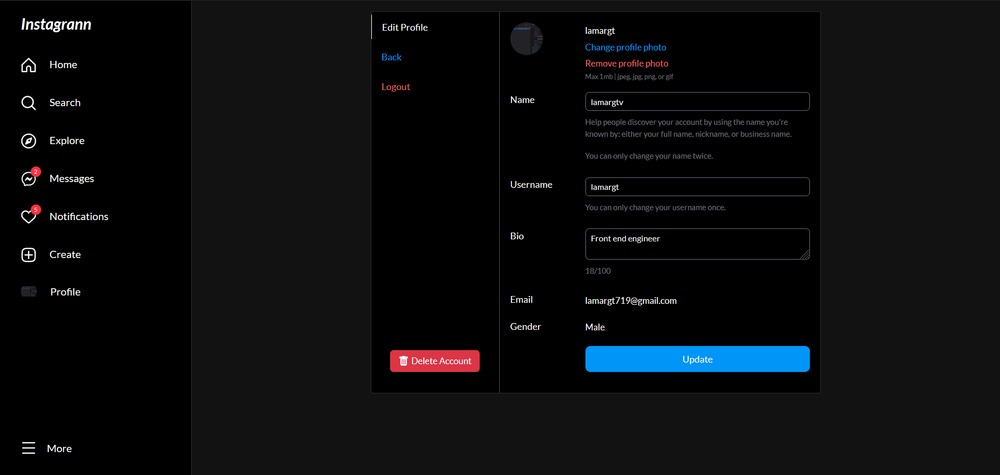 Instagrann
Home
Search
Explore
2
Messages
5
Notifications
Create
Profile
More
Edit Profile
Back
Logout
Delete Account
lamargt
Change profile photo
Remove profile photo
Max 1mb | jpeg, jpg, png, or gif
Name
lamargtv
Help people discover your account by using the name you're
known by: either your full name, nickname, or business name.
You can only change your name twice.
Username
lamargt
You can only change your username once.
Bio
Front end engineer
18/100
Email
lamargt719@gmail.com
Gender
Male
Update